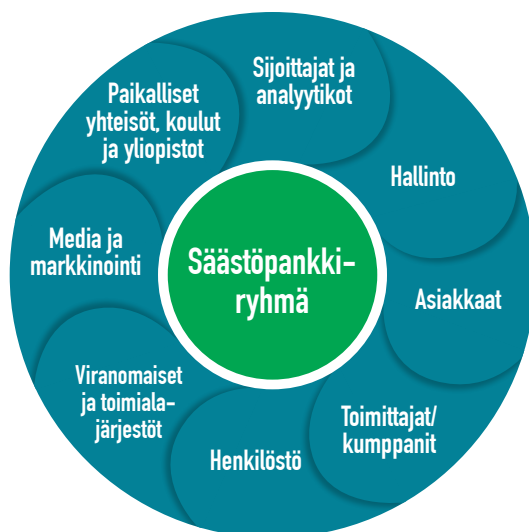 Sijoittajat ja
analyytikot
Hallinto
Asiakkaat
Toimittajat/
kumppanit
Henkilöstö
Viranomaiset
ja toimiala-
järjestöt
Media ja
markkinointi
Paikalliset
yhteisöt, koulut
ja yliopistot
Säästöpankki-
ryhmä